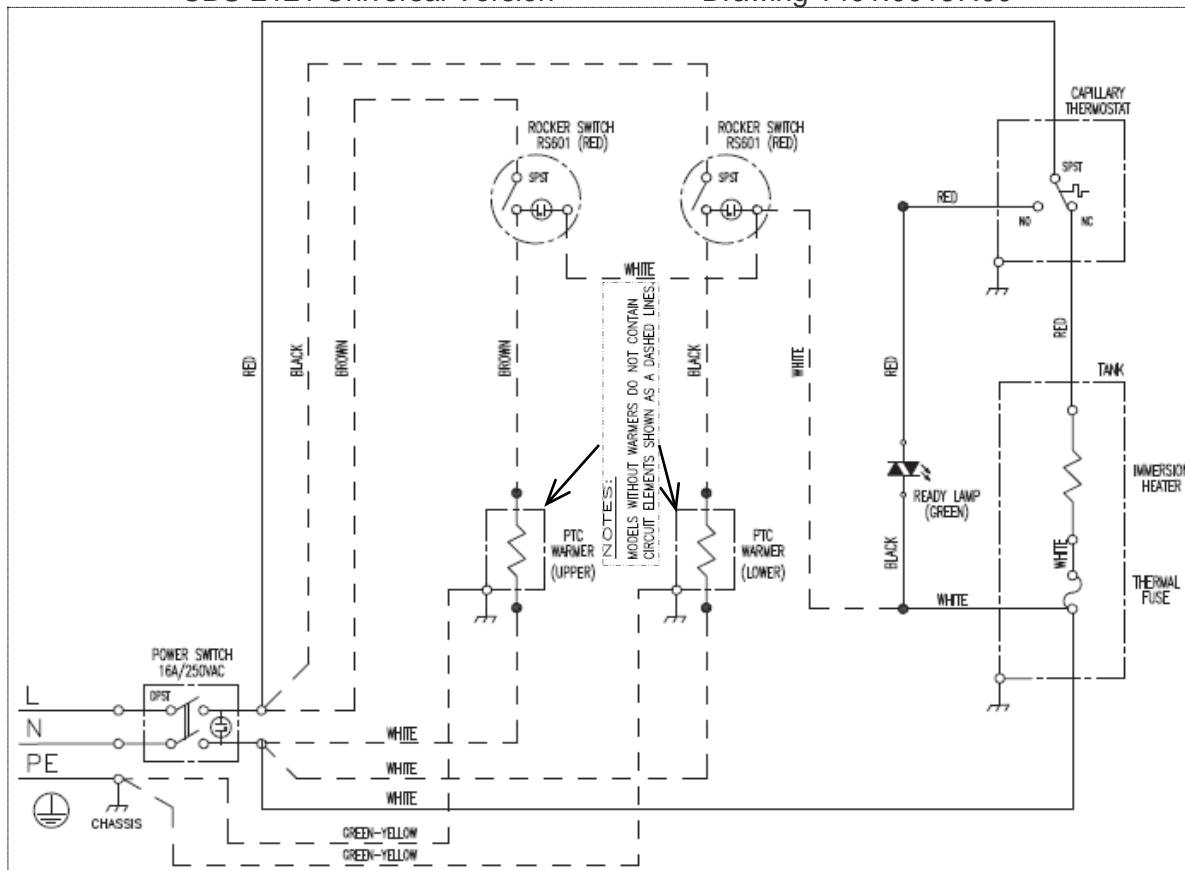 CAPILLARY
THERMOSTAT
ROCKER SWITCH
RS601 (RED)
ROCKER SWITCH
RS601 (RED)
SPST
SPST
SPST
RED
NO
NC
WHITE
RED
BLACK
BROWN
BROWN
BLACK
WHITE
RED
RED
NOTES:
MODELS WITHOUT WARMERS DO NOT CONTAIN
CIRCUIT ELEMENTS SHOWN AS A DASHED LINES.
TANK
IMMERSION
HEATER
READY LAMP
(GREEN)
PTC
WARMER
(UPPER)
PTC
WARMER
(LOWER)
BLACK
WHITE
WHITE
THERMAL
FUSE
POWER SWITCH
16A/250VAC
DPST
L
N
PE
WHITE
WHITE
WHITE
CHASSIS
GREEN-YELLOW
GREEN-YELLOW